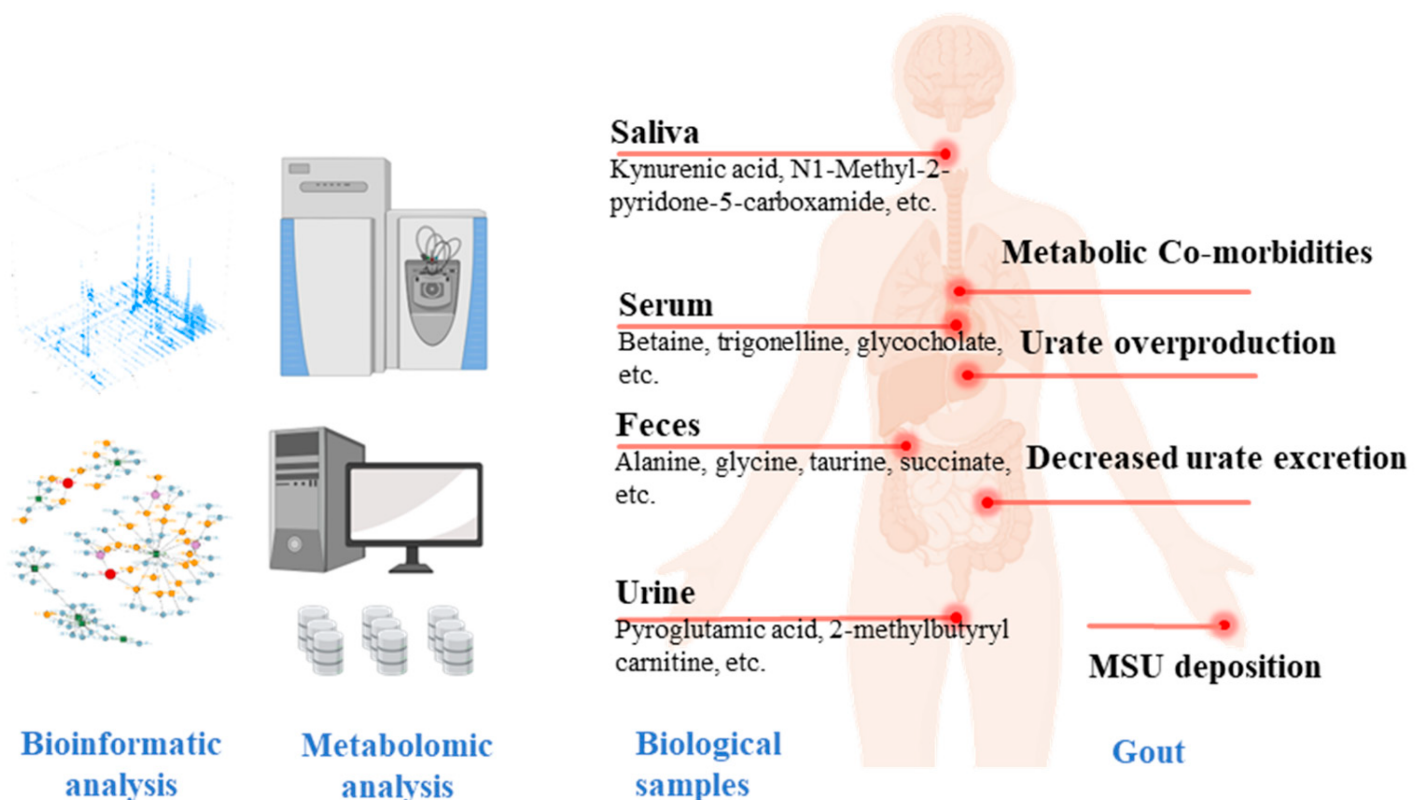 Saliva
Kynurenic acid, N1-Methyl-2-
pyridone-5-carboxamide, etc.
Serum
Betaine, trigonelline, glycocholate,
etc.
Feces
Alanine, glycine, taurine, succinate,
etc.
Urine
Pyroglutamic acid, 2-methylbutyryl
carnitine, etc.
Metabolic Co-morbidities
Urate overproduction
Decreased urate excretion
MSU deposition
Bioinformatic
analysis
Metabolomic
analysis
Biological
samples
Gout